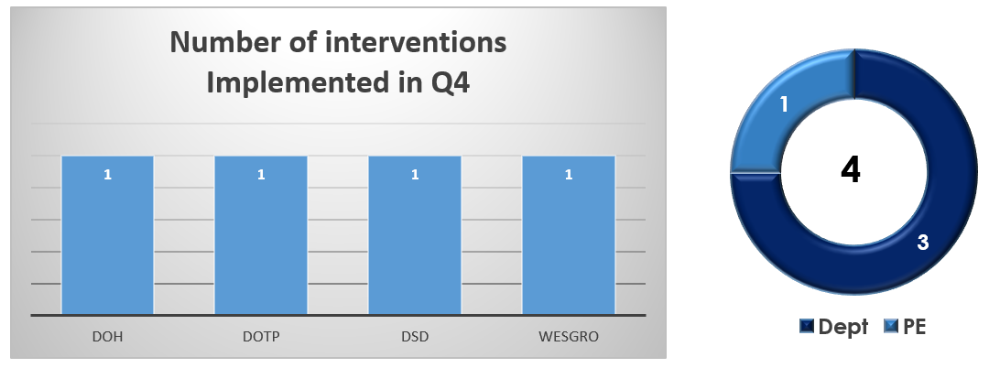 Number of interventions
Implemented in Q4
1
1
1
1
DOH
DOTP
DSD
WESGRO
1
4
3
Dept
PE